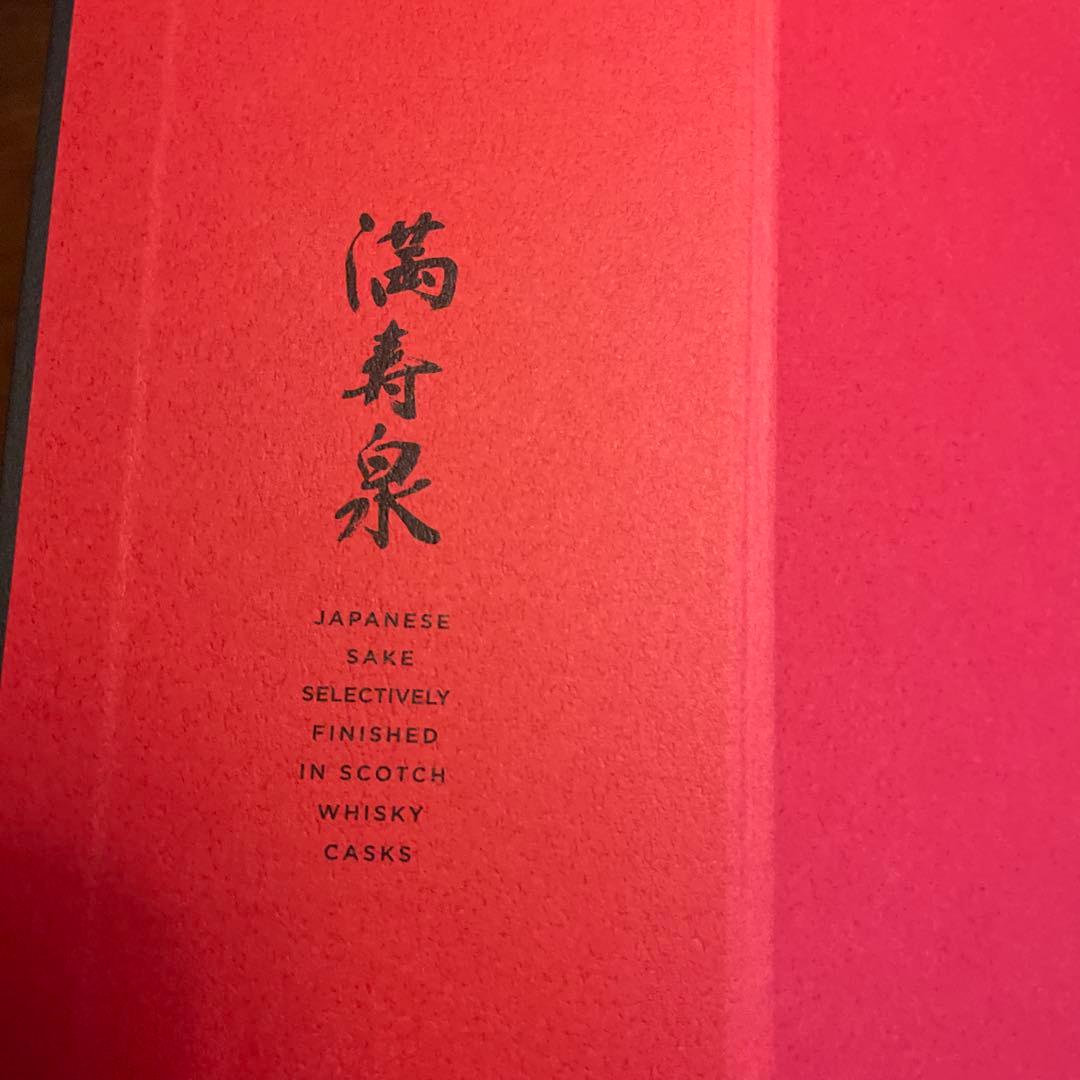 満寿泉
JAPANESE
SAKE
SELECTIVELY
FINISHED
IN SCOTCH
WHISKY
CASKS